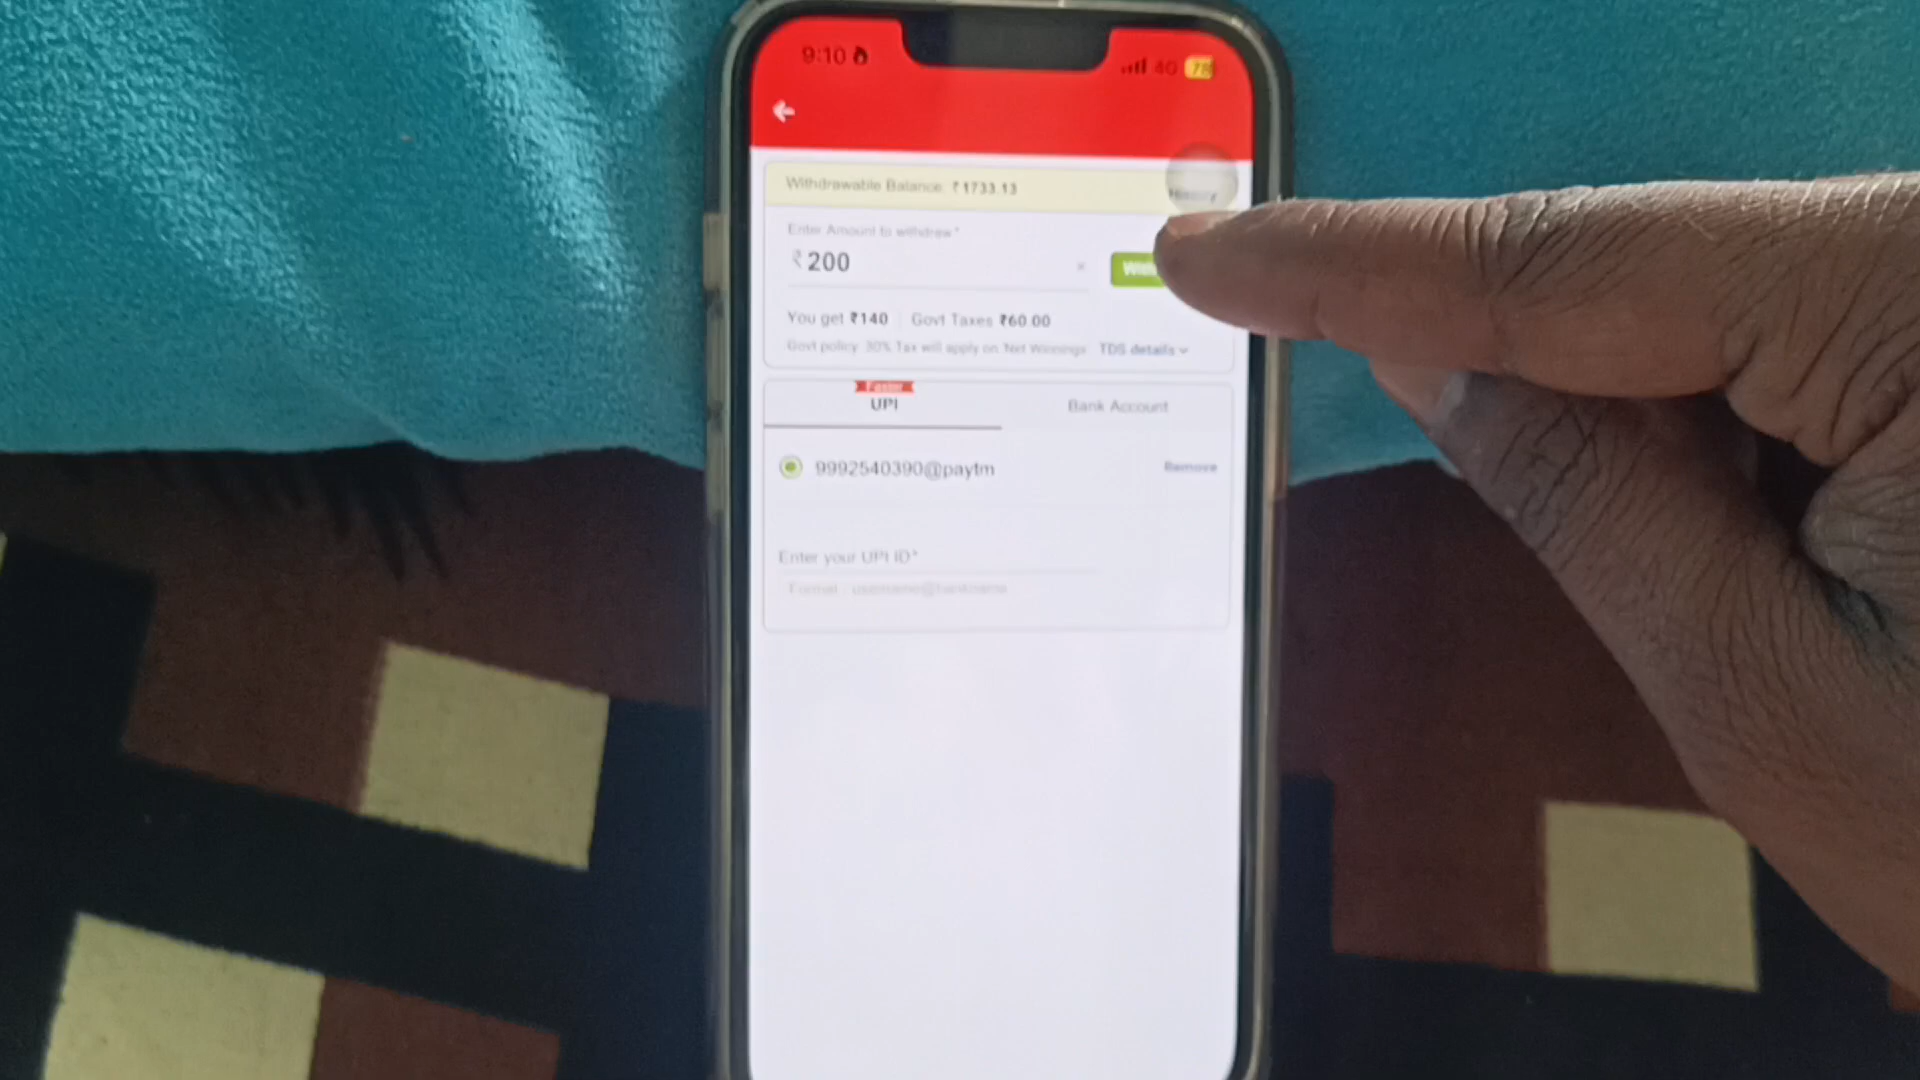 9:10
4G 78
Withdrawable Balance: ₹1733.13
History
Enter Amount to withdraw*
₹ 200 ×
You get ₹140 Govt Taxes ₹60.00
Govt policy: 30% Tax will apply on 'Net Winnings' TDS details
Faster
UPI Bank Account
9992540390@paytm Remove
Enter your UPI ID*
Format : username@bankname